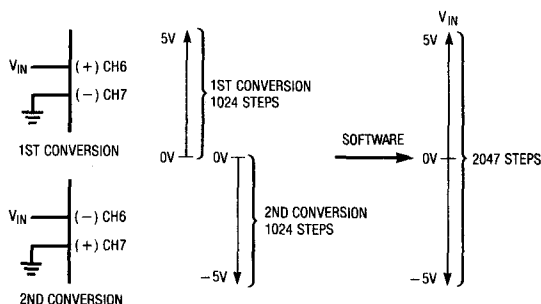 V_IN
(+) CH6
(−) CH7
1ST CONVERSION
5V
0V
1ST CONVERSION
1024 STEPS
V_IN
(−) CH6
(+) CH7
2ND CONVERSION
0V
−5V
2ND CONVERSION
1024 STEPS
SOFTWARE
V_IN
5V
0V
−5V
2047 STEPS